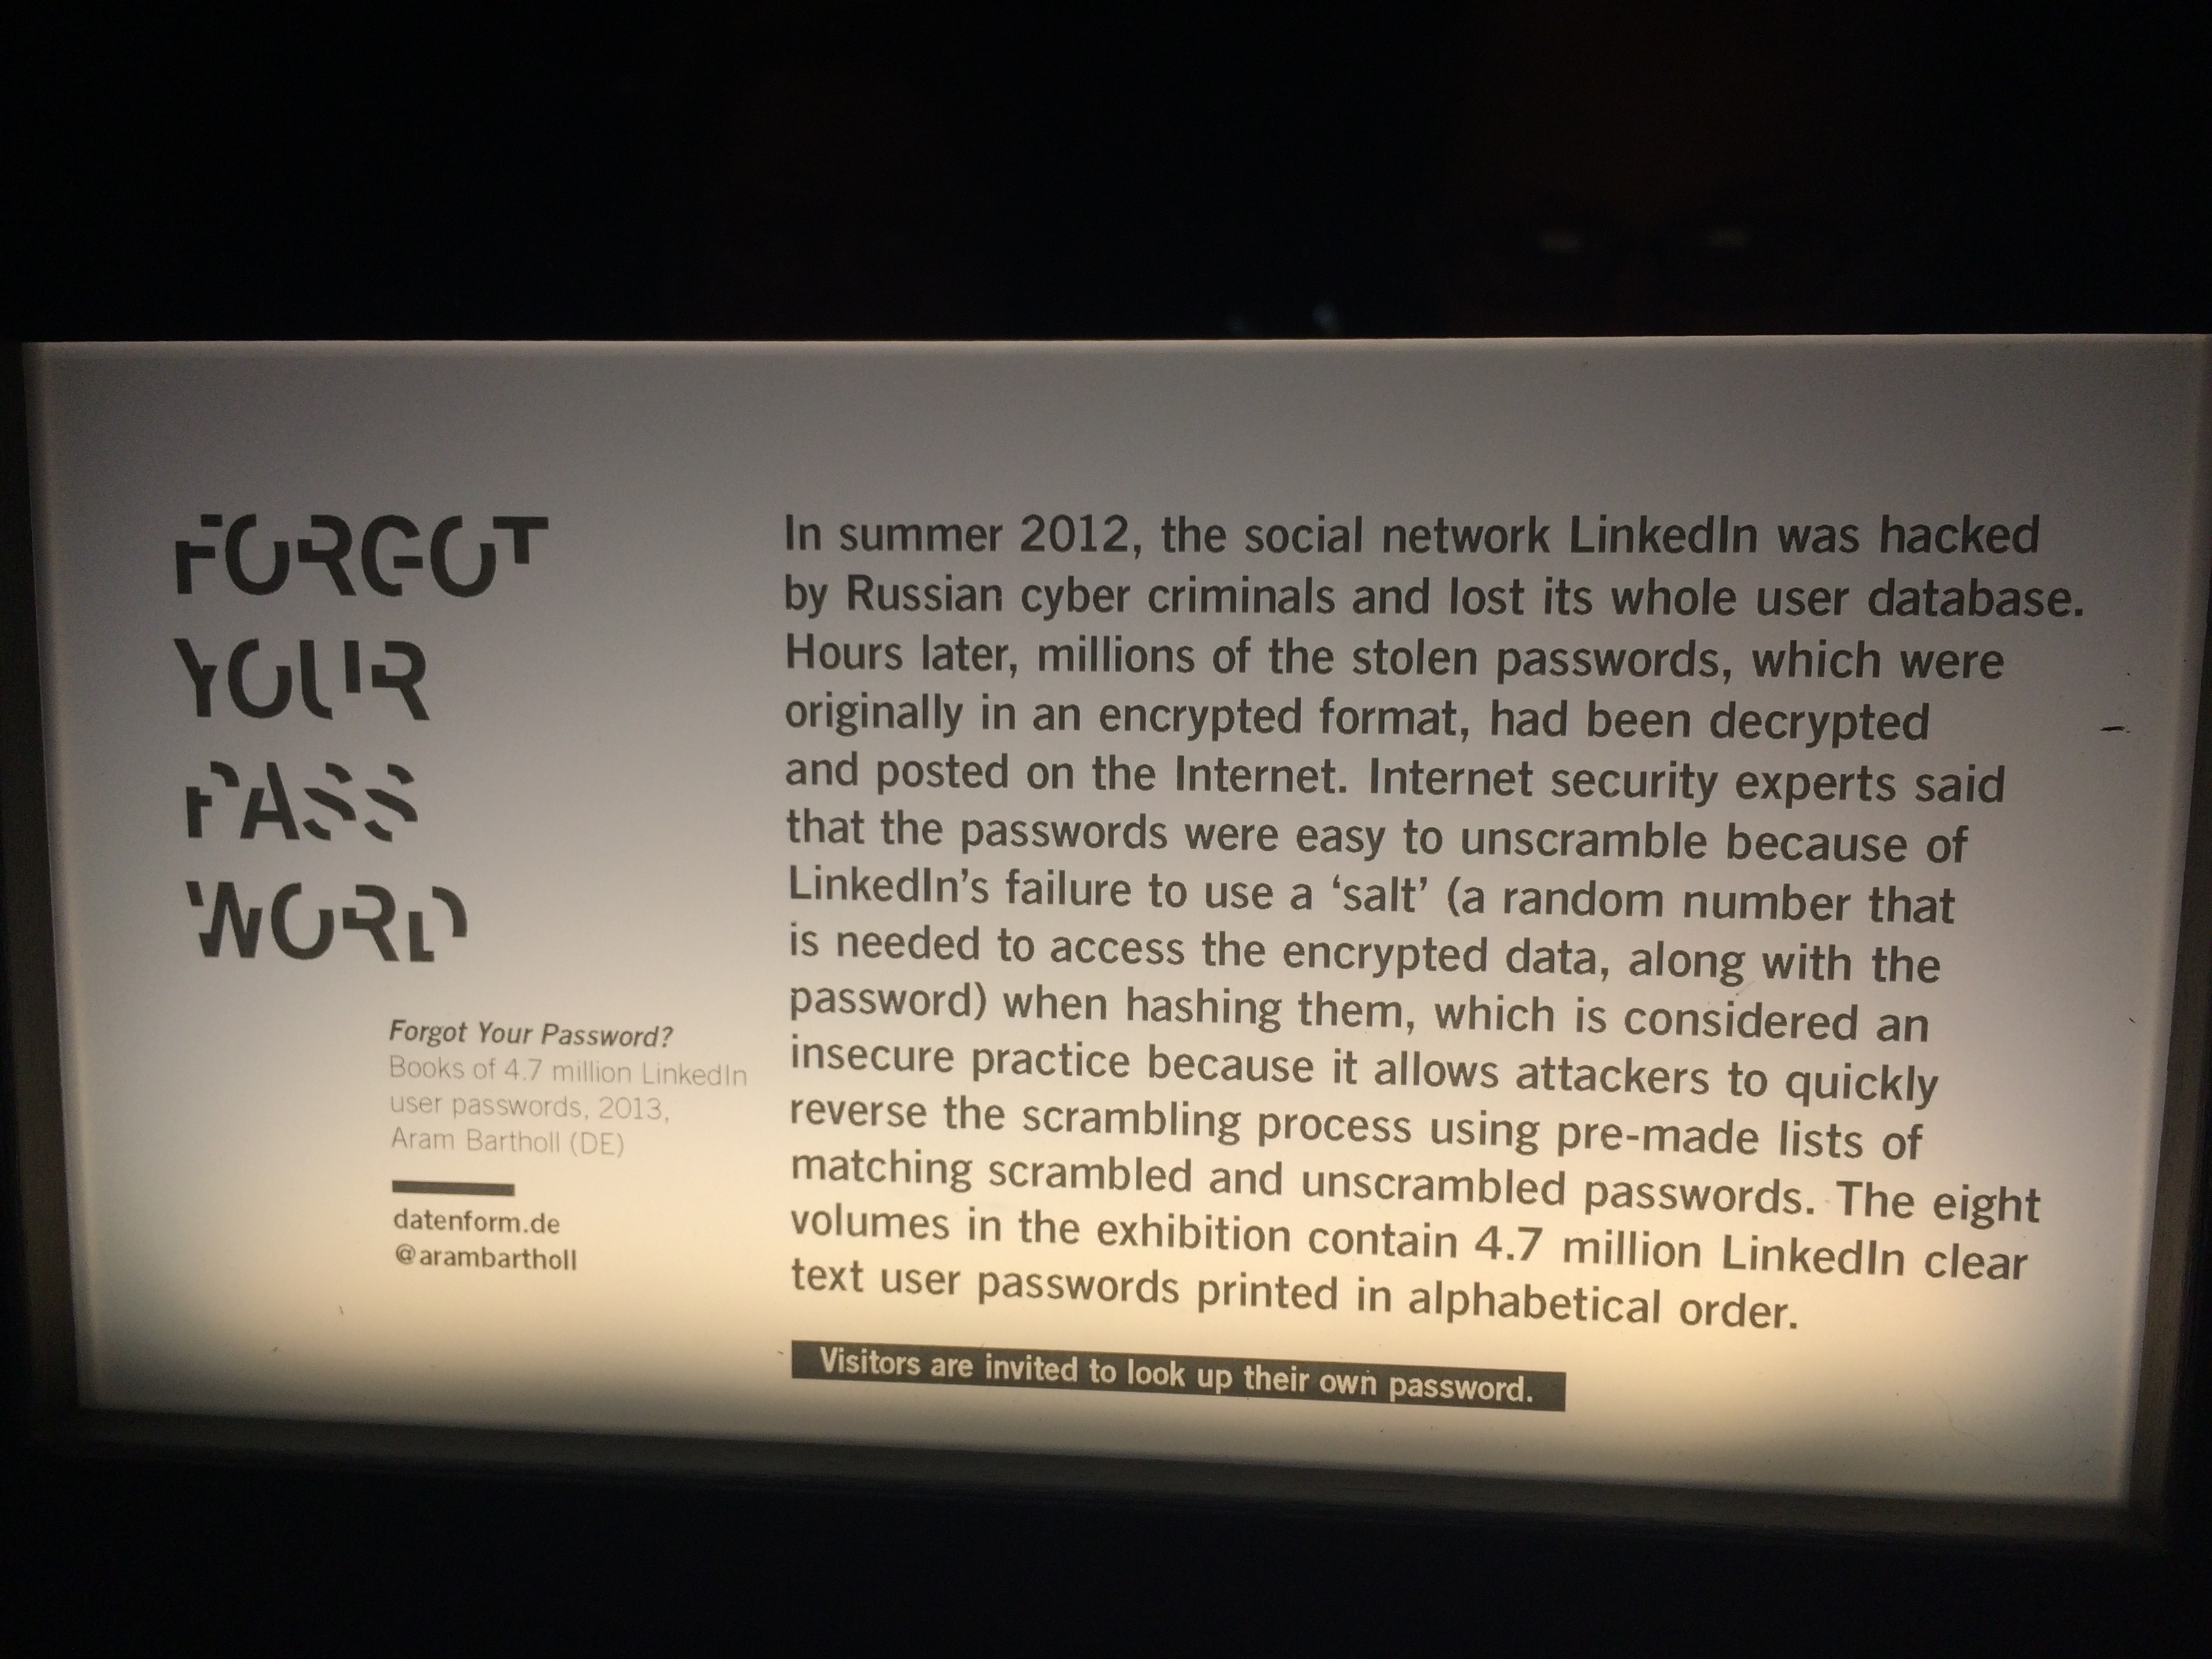 FORGOT
YOUR
PASS
WORD
Forgot Your Password?
Books of 4.7 million LinkedIn
user passwords, 2013,
Aram Bartholl (DE)
datenform.de
@arambartholl
In summer 2012, the social network LinkedIn was hacked
by Russian cyber criminals and lost its whole user database.
Hours later, millions of the stolen passwords, which were
originally in an encrypted format, had been decrypted
and posted on the Internet. Internet security experts said
that the passwords were easy to unscramble because of
LinkedIn’s failure to use a ‘salt’ (a random number that
is needed to access the encrypted data, along with the
password) when hashing them, which is considered an
insecure practice because it allows attackers to quickly
reverse the scrambling process using pre-made lists of
matching scrambled and unscrambled passwords. The eight
volumes in the exhibition contain 4.7 million LinkedIn clear
text user passwords printed in alphabetical order.
Visitors are invited to look up their own password.